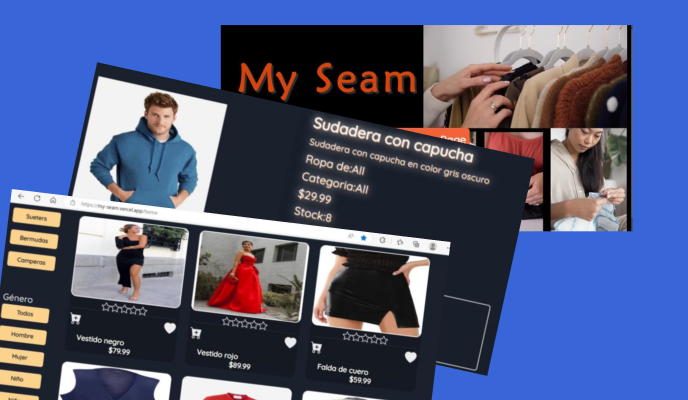 My Seam
Page
Sudadera con capucha
Sudadera con capucha en color gris oscuro
Ropa de:All
Categoria:All
$29.99
Stock:8
https://my-seam.vercel.app/home
Sueters
Bermudas
Camperas
Género
Todos
Hombre
Mujer
Niño
Vestido negro
$79.99
Vestido rojo
$89.99
Falda de cuero
$59.99